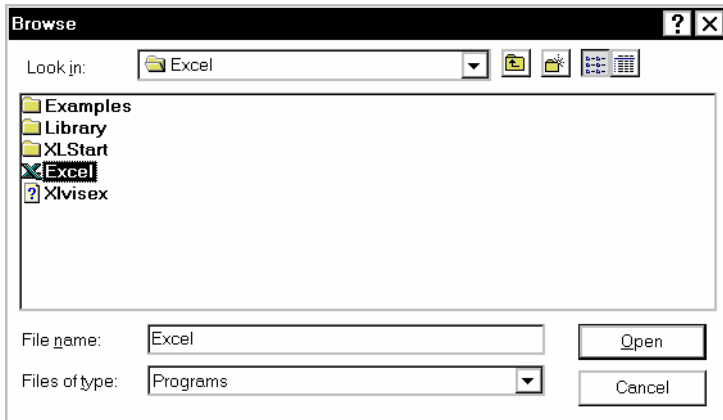 Browse
Look in: Excel
Examples
Library
XLStart
Excel
Xlvisex
File name: Excel Open
Files of type: Programs Cancel